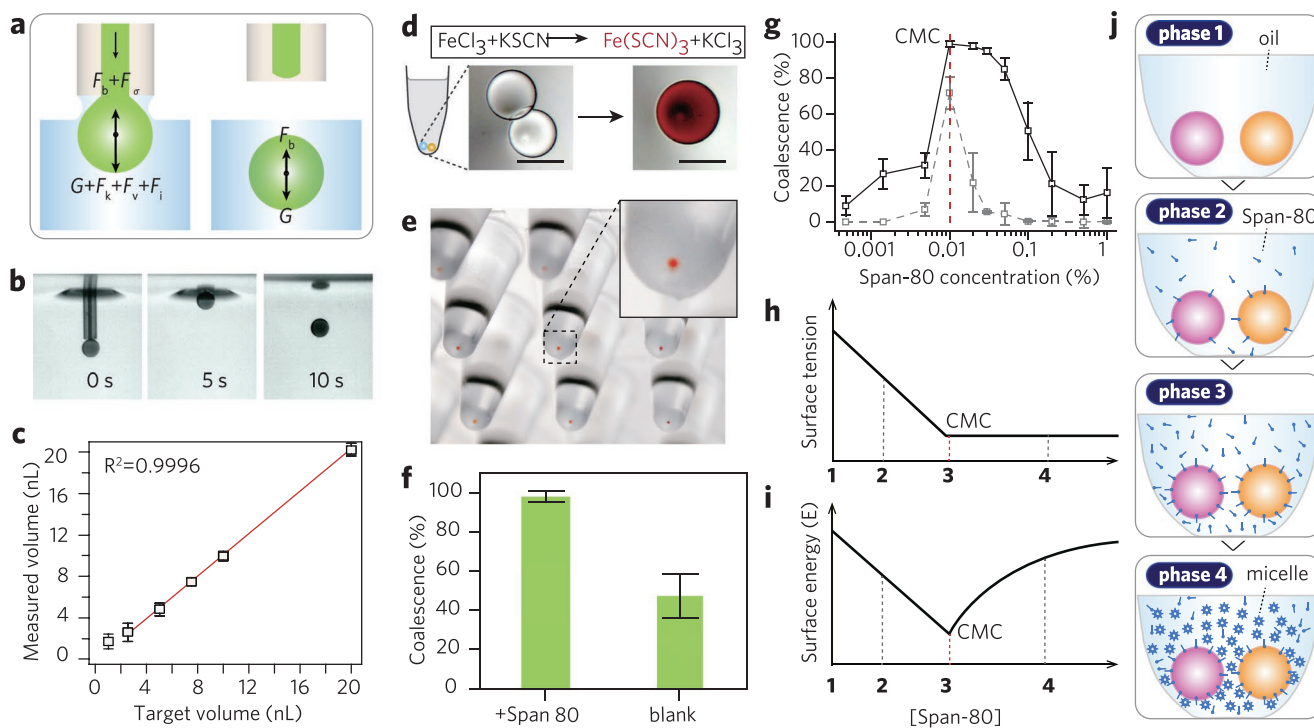 a
F_b+F_σ
G+F_k+F_v+F_i
F_b
G
b
0 s
5 s
10 s
c
R²=0.9996
Measured volume (nL)
20
16
12
8
4
0
0 4 8 12 16 20
Target volume (nL)
d
FeCl₃+KSCN Fe(SCN)₃+KCl₃
e
f
Coalescence (%)
100
80
60
40
20
0
+Span 80 blank
g
CMC
Coalescence (%)
100
80
60
40
20
0
0.001 0.01 0.1 1
Span-80 concentration (%)
h
Surface tension
CMC
1 2 3 4
i
Surface energy (E)
CMC
1 2 3 4
[Span-80]
j
phase 1
oil
phase 2
Span-80
phase 3
phase 4
micelle